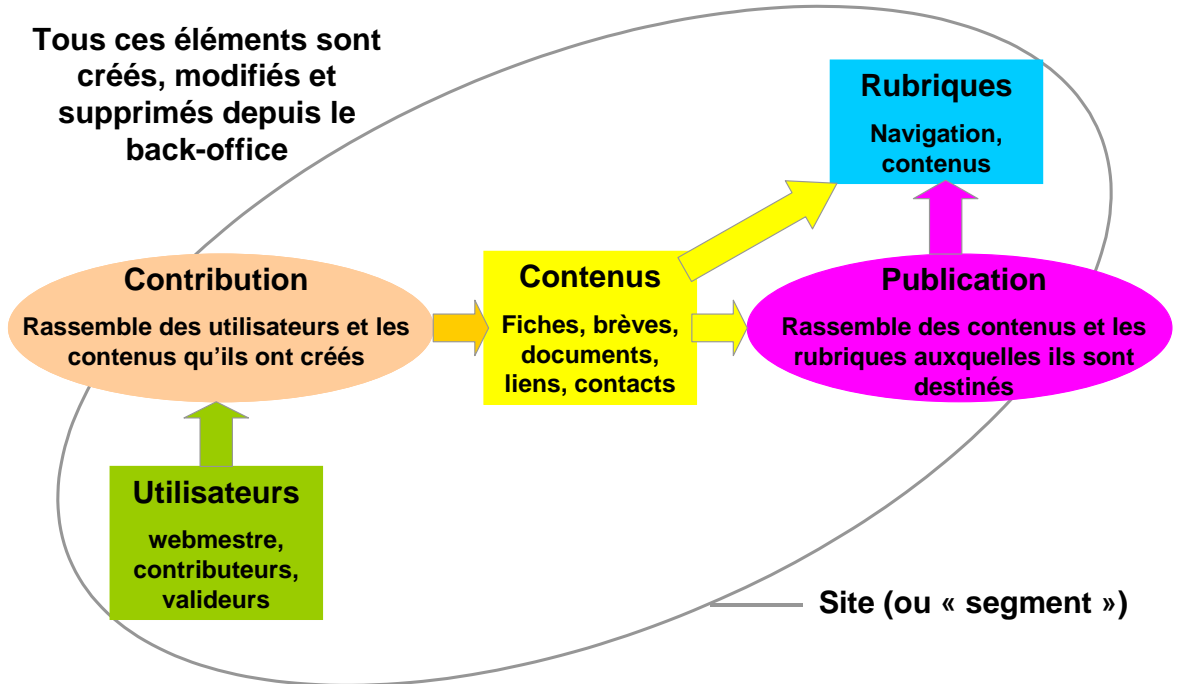 Tous ces éléments sont
créés, modifiés et
supprimés depuis le
back-office
Rubriques
Navigation,
contenus
Contribution
Rassemble des utilisateurs et les
contenus qu’ils ont créés
Contenus
Fiches, brèves,
documents,
liens, contacts
Publication
Rassemble des contenus et les
rubriques auxquelles ils sont
destinés
Utilisateurs
webmestre,
contributeurs,
valideurs
Site (ou « segment »)